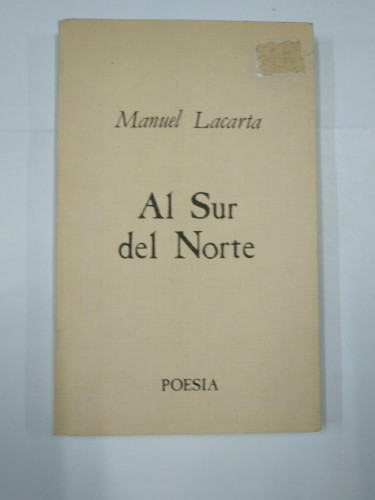 Manuel Lacarta
Al Sur
del Norte
POESIA